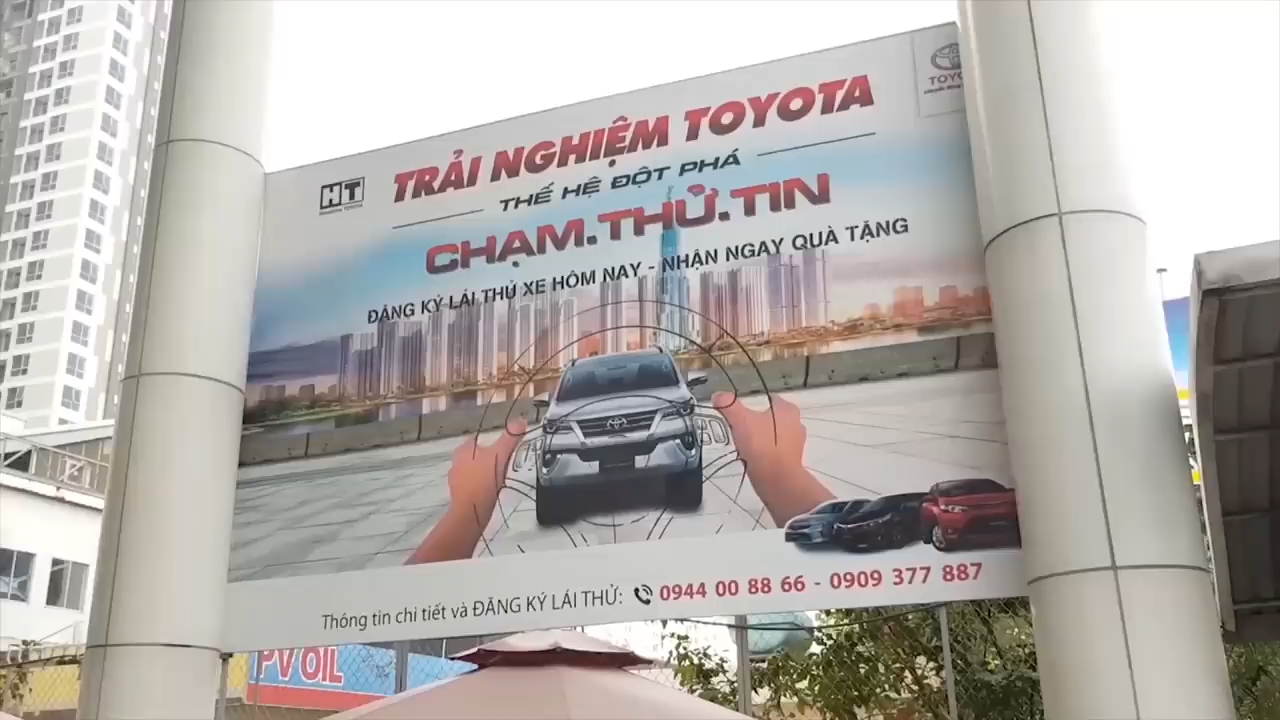 HT
TOYOTA
TRẢI NGHIỆM TOYOTA
THẾ HỆ ĐỘT PHÁ
CHẠM.THỬ.TIN
ĐĂNG KÝ LÁI THỬ XE HÔM NAY - NHẬN NGAY QUÀ TẶNG
Thông tin chi tiết và ĐĂNG KÝ LÁI THỬ: 0944 00 88 66 - 0909 377 887
PV OIL